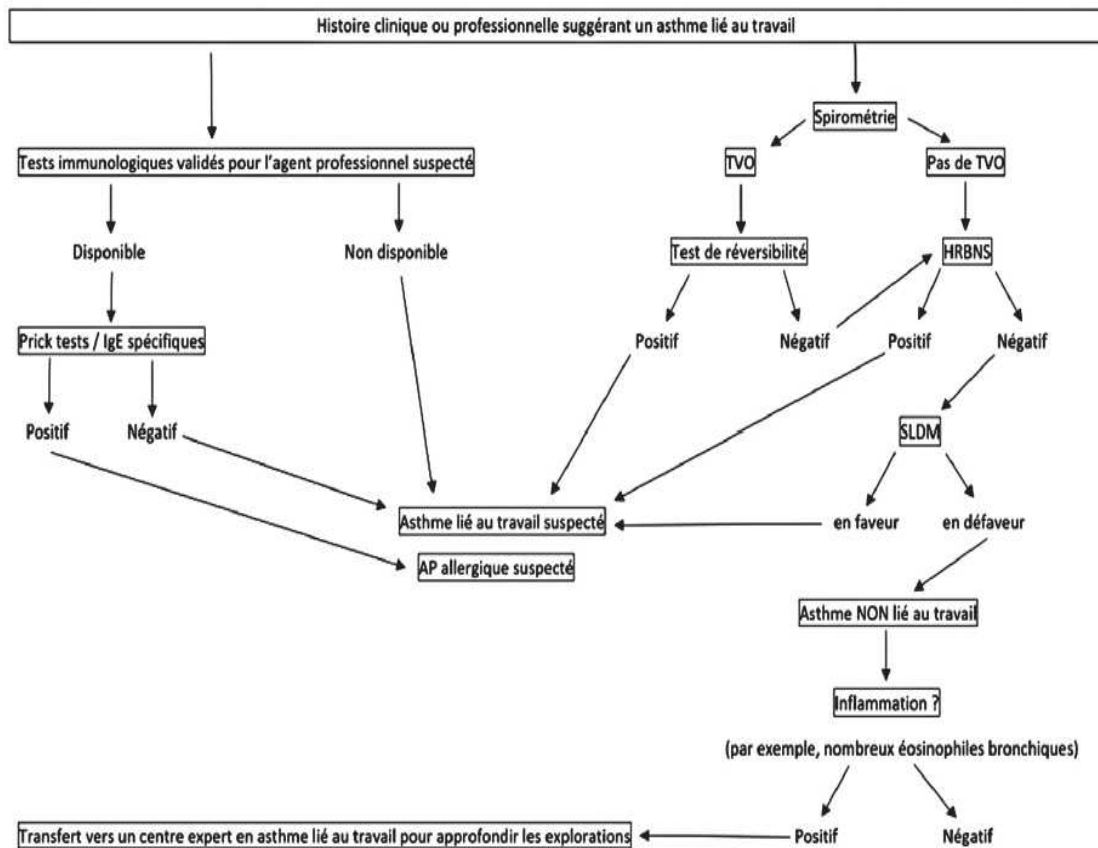 Histoire clinique ou professionnelle suggérant un asthme lié au travail
Spirométrie
Tests immunologiques validés pour l'agent professionnel suspecté
TVO
Pas de TVO
Disponible
Non disponible
Test de réversibilité
HRBNS
Prick tests / IgE spécifiques
Positif
Négatif
Positif
Négatif
Positif
Négatif
SLDM
Asthme lié au travail suspecté
en faveur
en défaveur
AP allergique suspecté
Asthme NON lié au travail
Inflammation ?
(par exemple, nombreux éosinophiles bronchiques)
Transfert vers un centre expert en asthme lié au travail pour approfondir les explorations
Positif
Négatif